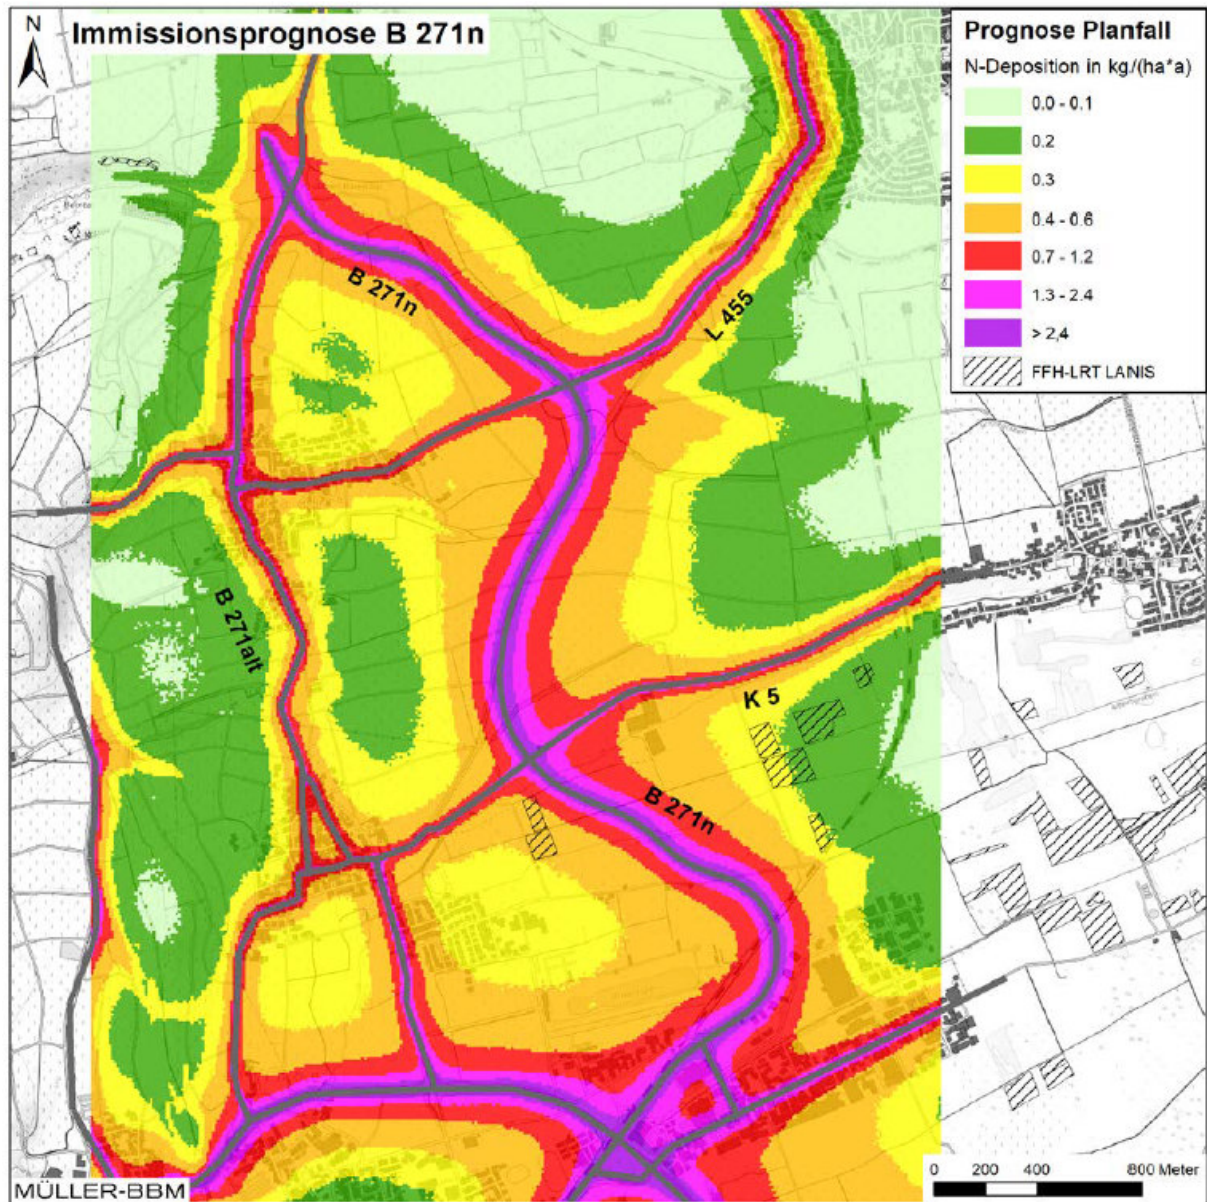 N
Immissionsprognose B 271n
Prognose Planfall
N-Deposition in kg/(ha*a)
0.0 - 0.1
0.2
0.3
0.4 - 0.6
0.7 - 1.2
1.3 - 2.4
> 2,4
FFH-LRT LANIS
B 271n
L 455
B 271alt
K 5
B 271n
MÜLLER-BBM
0 200 400 800 Meter